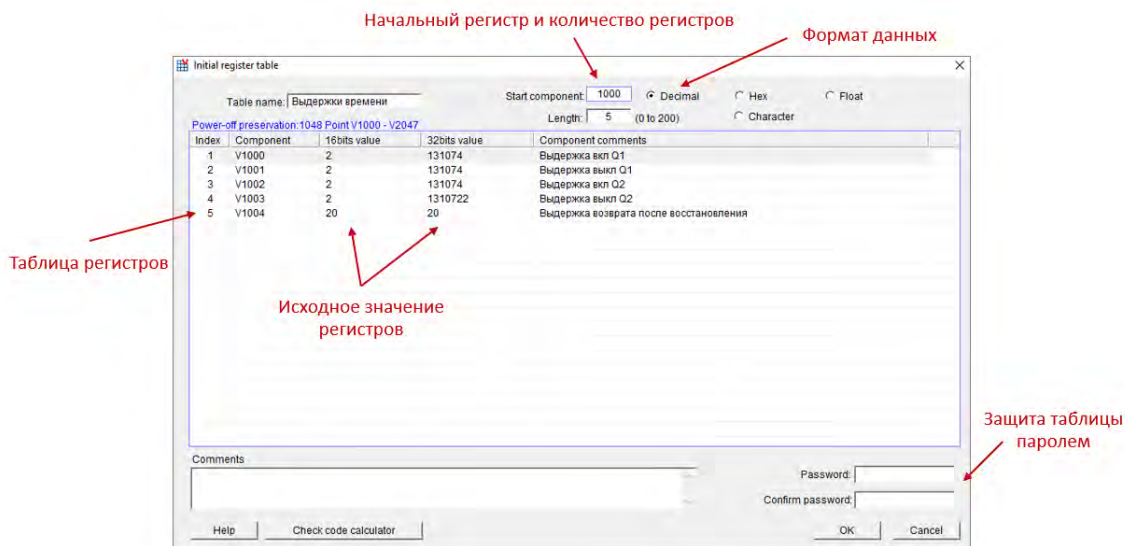 Начальный регистр и количество регистров
Формат данных
Initial register table
Table name: Выдержки времени
Start component: 1000 Decimal Hex Float
Length: 5 (0 to 200) Character
Power-off preservation:1048 Point V1000 - V2047
Index Component 16bits value 32bits value Component comments
1 V1000 2 131074 Выдержка вкл Q1
2 V1001 2 131074 Выдержка выкл Q1
3 V1002 2 131074 Выдержка вкл Q2
4 V1003 2 1310722 Выдержка выкл Q2
5 V1004 20 20 Выдержка возврата после восстановления
Таблица регистров
Исходное значение
регистров
Защита таблицы
паролем
Comments
Password:
Confirm password:
Help Check code calculator OK Cancel